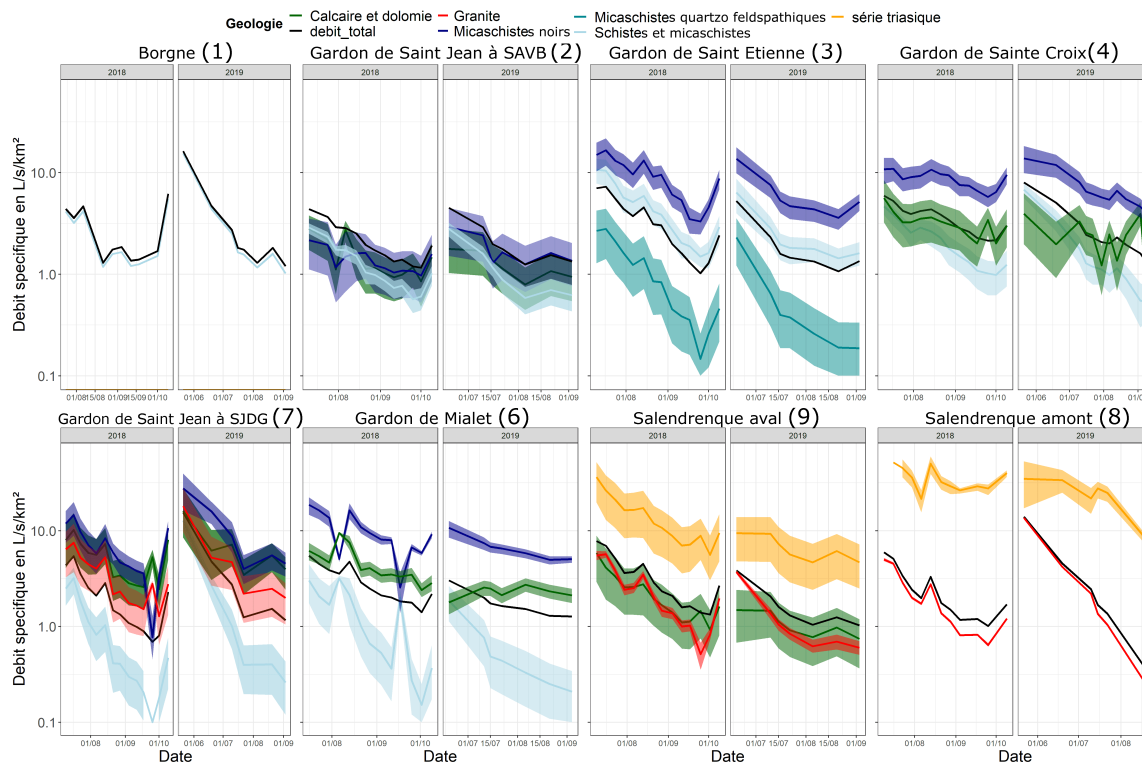 Geologie
Calcaire et dolomie
Granite
Micaschistes quartzo feldspathiques
série triasique
debit_total
Micaschistes noirs
Schistes et micaschistes
Borgne (1)
Gardon de Saint Jean à SAVB (2)
Gardon de Saint Etienne (3)
Gardon de Sainte Croix (4)
2018 2019 2018 2019 2018 2019 2018 2019
Debit specifique en L/s/km²
10.0
1.0
0.1
01/08 15/08 01/09 15/09 01/10 01/06 01/07 01/08 01/09 01/08 01/09 01/10 01/07 15/07 01/08 15/08 01/09 01/08 01/09 01/10 01/07 15/07 01/08 15/08 01/09 01/08 01/09 01/10 01/06 01/07 01/08 01/0
Gardon de Saint Jean à SJDG (7)
Gardon de Mialet (6)
Salendrenque aval (9)
Salendrenque amont (8)
2018 2019 2018 2019 2018 2019 2018 2019
Debit specifique en L/s/km²
10.0
1.0
0.1
01/08 01/09 01/10 01/06 01/07 01/08 01/09 01/08 01/09 01/10 01/07 15/07 01/08 15/08 01/09 01/08 01/09 01/10 01/07 15/07 01/08 15/08 01/09 01/08 01/09 01/10 01/06 01/07 01/08
Date
Date
Date
Date